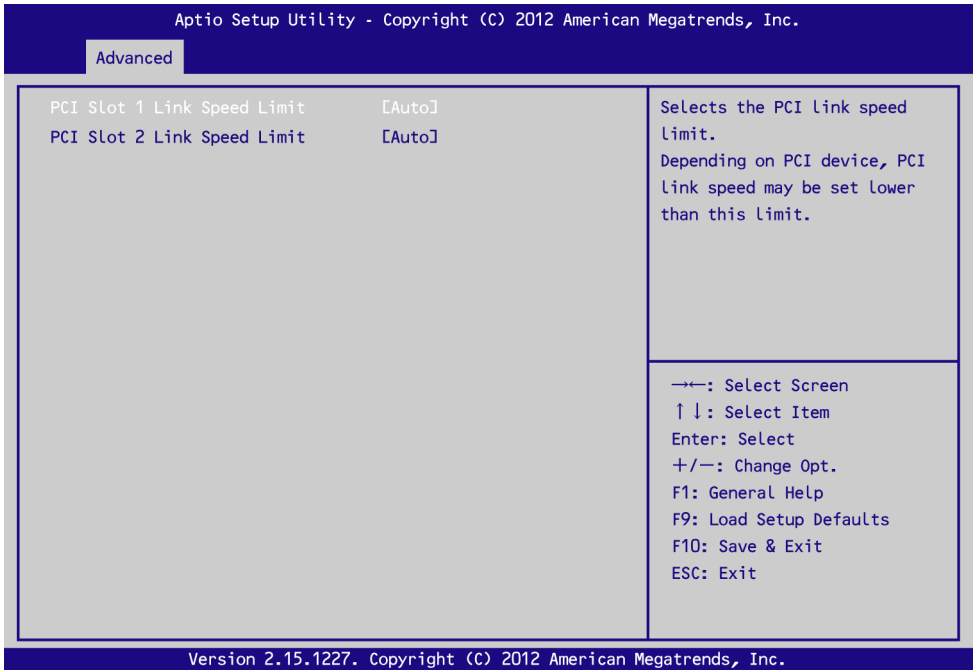 Aptio Setup Utility - Copyright (C) 2012 American Megatrends, Inc.
Advanced
PCI Slot 1 Link Speed Limit [Auto]
PCI Slot 2 Link Speed Limit [Auto]
Selects the PCI link speed
limit.
Depending on PCI device, PCI
link speed may be set lower
than this limit.
→←: Select Screen
↑↓: Select Item
Enter: Select
+/-: Change Opt.
F1: General Help
F9: Load Setup Defaults
F10: Save & Exit
ESC: Exit
Version 2.15.1227. Copyright (C) 2012 American Megatrends, Inc.